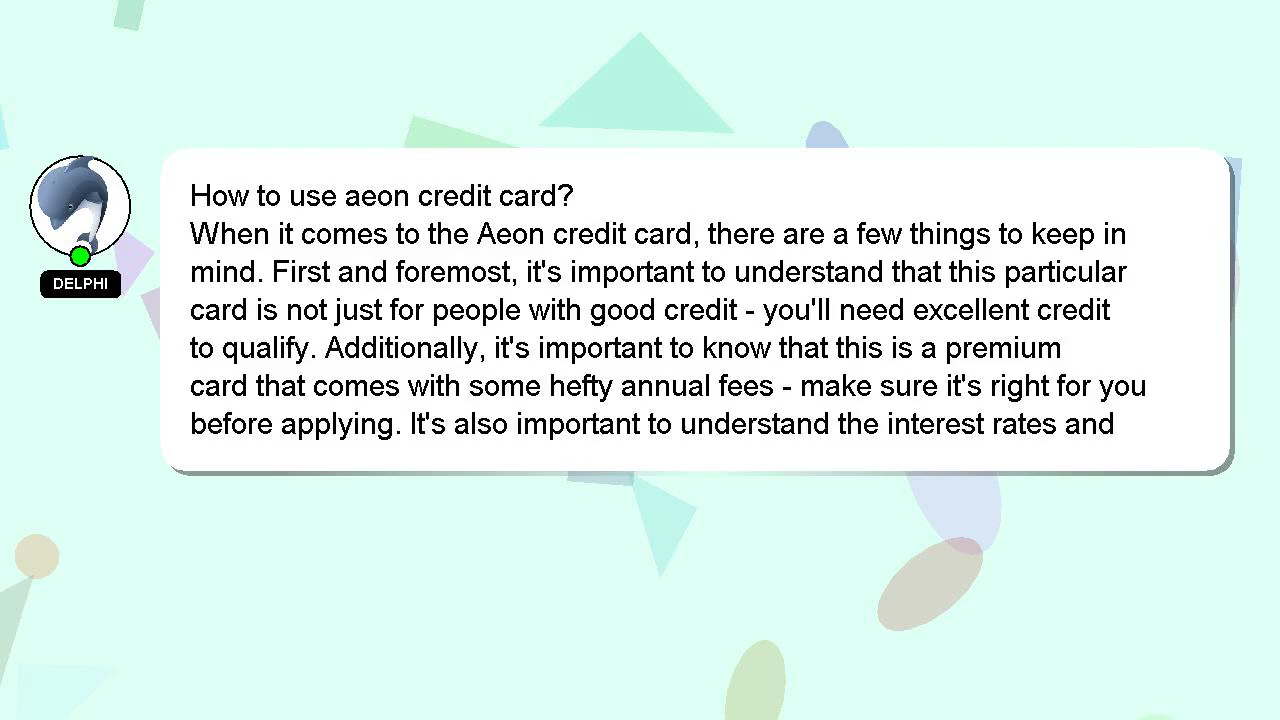 How to use aeon credit card?
When it comes to the Aeon credit card, there are a few things to keep in
mind. First and foremost, it's important to understand that this particular
card is not just for people with good credit - you'll need excellent credit
to qualify. Additionally, it's important to know that this is a premium
card that comes with some hefty annual fees - make sure it's right for you
before applying. It's also important to understand the interest rates and
DELPHI